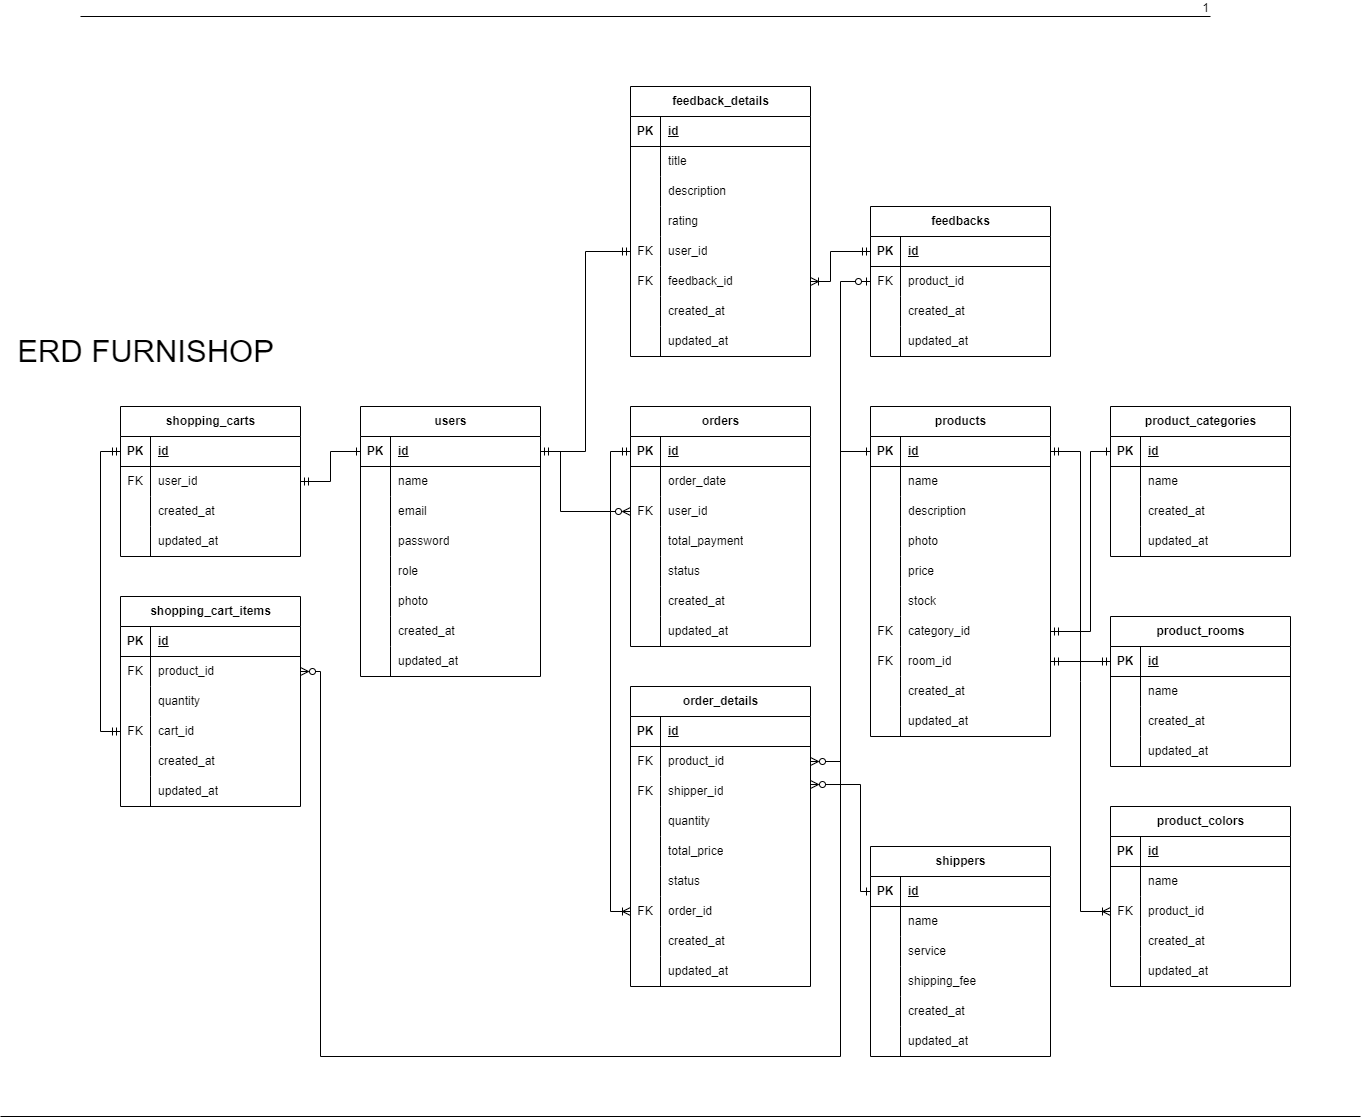 1
feedback_details
PK id
title
description
rating
FK user_id
FK feedback_id
created_at
updated_at
feedbacks
PK id
FK product_id
created_at
updated_at
ERD FURNISHOP
shopping_carts
PK id
FK user_id
created_at
updated_at
users
PK id
name
email
password
role
photo
created_at
updated_at
orders
PK id
order_date
FK user_id
total_payment
status
created_at
updated_at
products
PK id
name
description
photo
price
stock
FK category_id
FK room_id
created_at
updated_at
product_categories
PK id
name
created_at
updated_at
shopping_cart_items
PK id
FK product_id
quantity
FK cart_id
created_at
updated_at
product_rooms
PK id
name
created_at
updated_at
order_details
PK id
FK product_id
FK shipper_id
quantity
total_price
status
FK order_id
created_at
updated_at
shippers
PK id
name
service
shipping_fee
created_at
updated_at
product_colors
PK id
name
FK product_id
created_at
updated_at